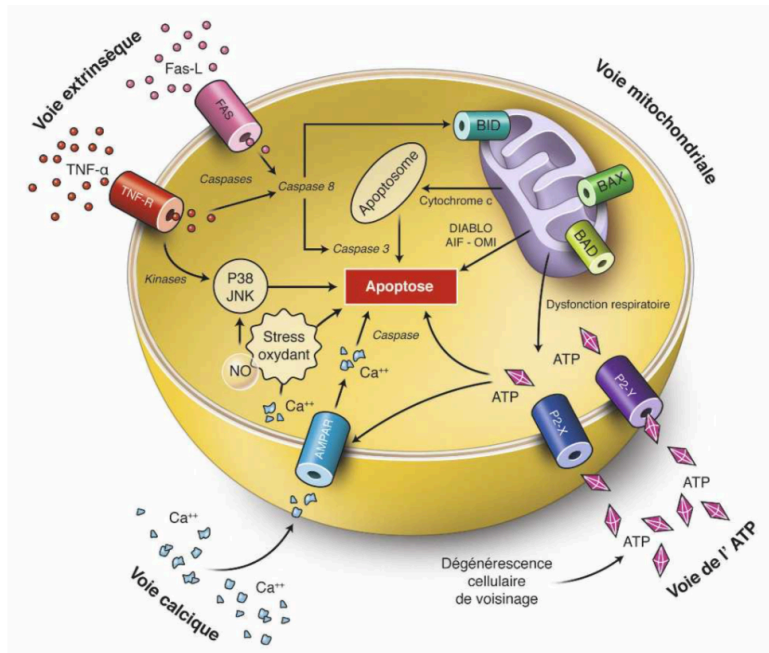 Voie extrinsèque
Fas-L
FAS
TNF-α
TNF-R
Caspases
Caspase 8
Caspase 3
Kinases
P38
JNK
NO
Stress
oxydant
Ca++
Apoptosome
Apoptose
Cytochrome c
DIABLO
AIF - OMI
BID
BAX
BAD
Voie mitochondriale
Dysfonction respiratoire
Caspase
Ca++
AMPAR
ATP
ATP
P2-X
P2-Y
ATP
ATP
Voie de l' ATP
Dégénérescence
cellulaire
de voisinage
Ca++
Ca++
Voie calcique